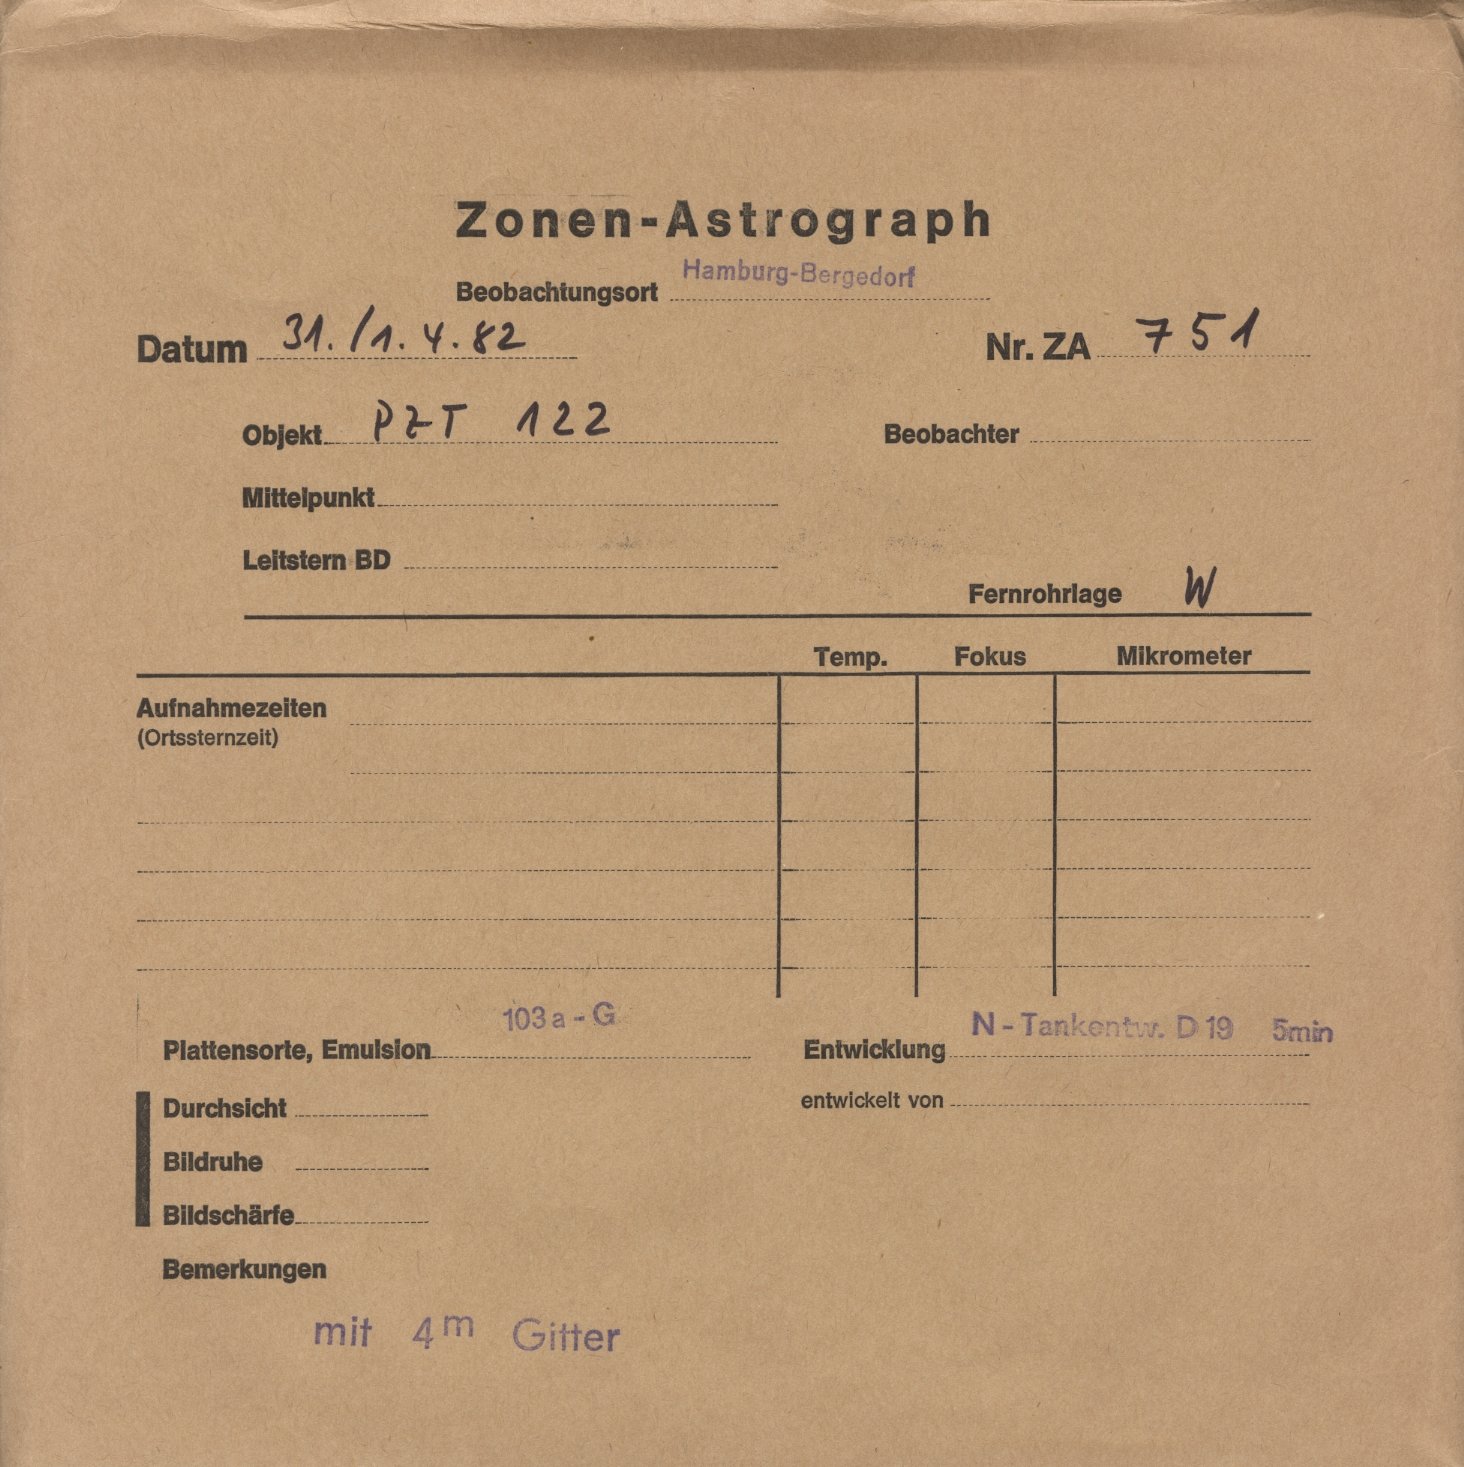 Zonen-Astrograph
Beobachtungsort Hamburg-Bergedorf
Datum 31./1.4.82 Nr. ZA 751
Objekt PZT 122 Beobachter
Mittelpunkt
Leitstern BD
Fernrohrlage W
Temp. Fokus Mikrometer
Aufnahmezeiten
(Ortssternzeit)
Plattensorte, Emulsion 103a-G Entwicklung N-Tankentw. D19 5min
Durchsicht entwickelt von
Bildruhe
Bildschärfe
Bemerkungen
mit 4m Gitter